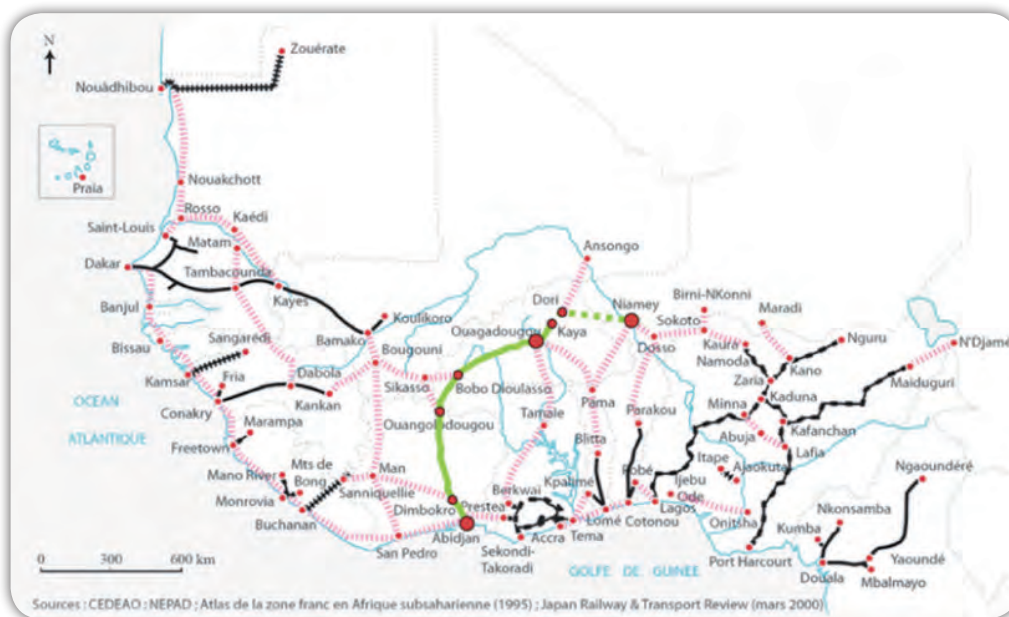 N
Zouérate
Nouâdhibou
Praia
Nouakchott
Rosso
Kaédi
Saint-Louis
Matam
Dakar
Tambacounda
Kayes
Banjul
Bissau
Sangarédi
Kamsar
Fria
Conakry
Dabola
Kankan
Bamako
Koulikoro
Bougouni
Sikasso
Marampa
Freetown
Mano River
Mts de
Bong
Monrovia
Buchanan
Sanniquellie
Man
San Pedro
Ansongo
Dori
Kaya
Ouagadougou
Niamey
Bobo Dioulasso
Ouangolodougou
Dimbokro
Abidjan
Prestea
Berkwai
Sekondi-
Takoradi
Accra
Tema
Tamale
Pama
Blitta
Kpalimé
Lomé
Cotonou
Parakou
Pobé
Dosso
Birni-NKonni
Sokoto
Maradi
Kaura
Namoda
Nguru
Kano
Zaria
Kaduna
Minna
Kafanchan
Abuja
Lafia
Maiduguri
N'Djamé
Itape
Ajaokuta
Ijebu
Ode
Lagos
Onitsha
Port Harcourt
Ngaoundéré
Nkonsamba
Kumba
Douala
Yaoundé
Mbalmayo
OCEAN
ATLANTIQUE
GOLFE DE GUINEE
0 300 600 km
Sources : CEDEAO ; NEPAD ; Atlas de la zone franc en Afrique subsaharienne (1995) ; Japan Railway & Transport Review (mars 2000)